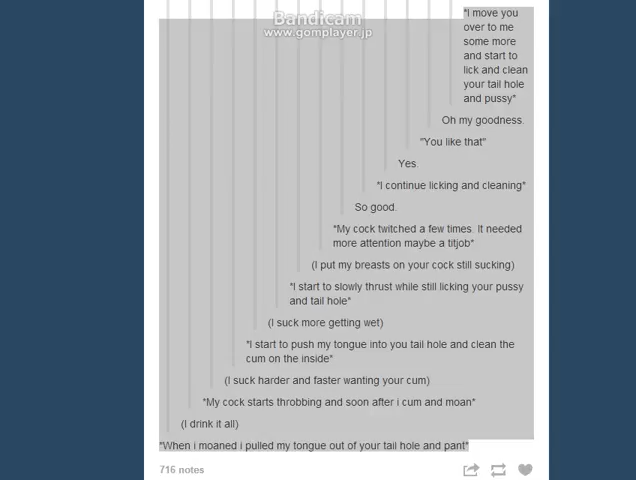 Bandicam
www.gomplayer.jp
*I move you
over to me
some more
and start to
lick and clean
your tail hole
and pussy*
Oh my goodness.
"You like that"
Yes.
*I continue licking and cleaning*
So good.
*My cock twitched a few times. It needed
more attention maybe a titjob*
(I put my breasts on your cock still sucking)
*I start to slowly thrust while still licking your pussy
and tail hole*
(I suck more getting wet)
*I start to push my tongue into you tail hole and clean the
cum on the inside*
(I suck harder and faster wanting your cum)
*My cock starts throbbing and soon after i cum and moan*
(I drink it all)
*When i moaned i pulled my tongue out of your tail hole and pant*
716 notes